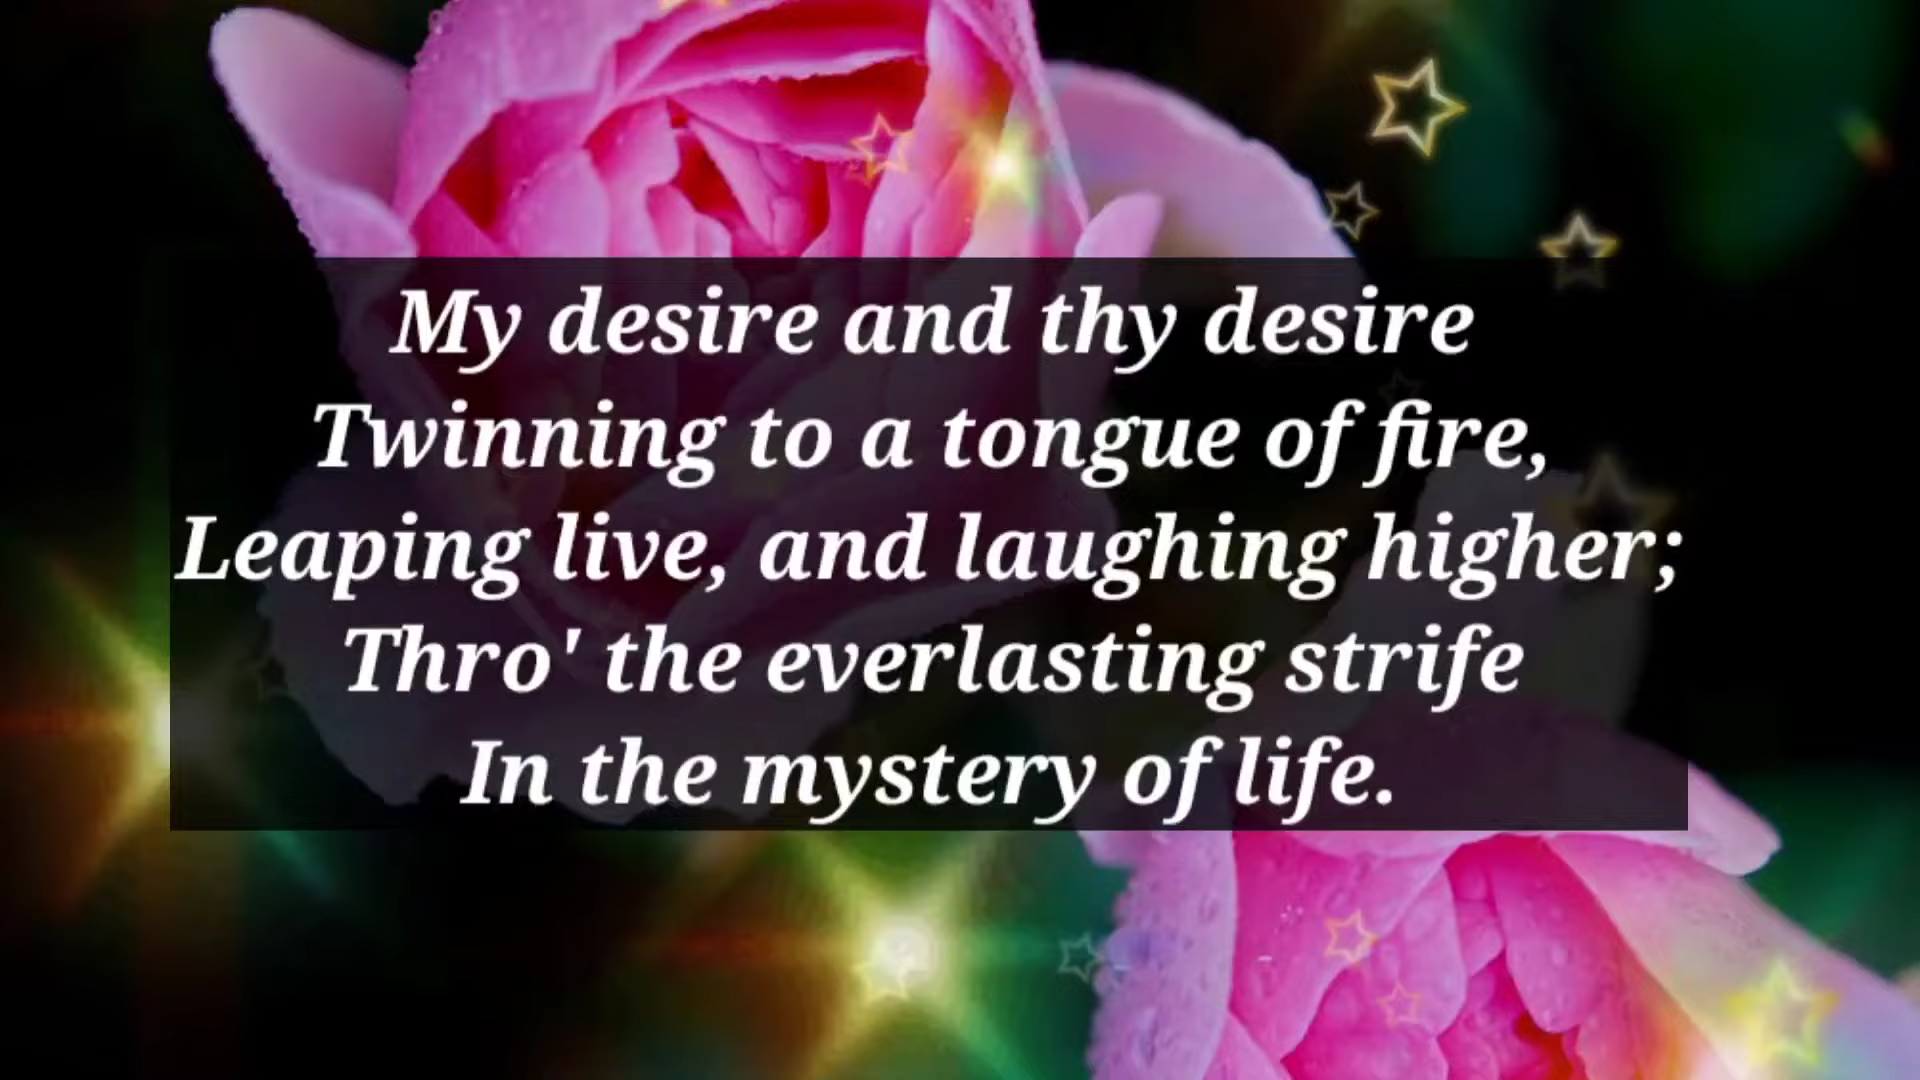 My desire and thy desire
Twinning to a tongue of fire,
Leaping live, and laughing higher;
Thro' the everlasting strife
In the mystery of life.